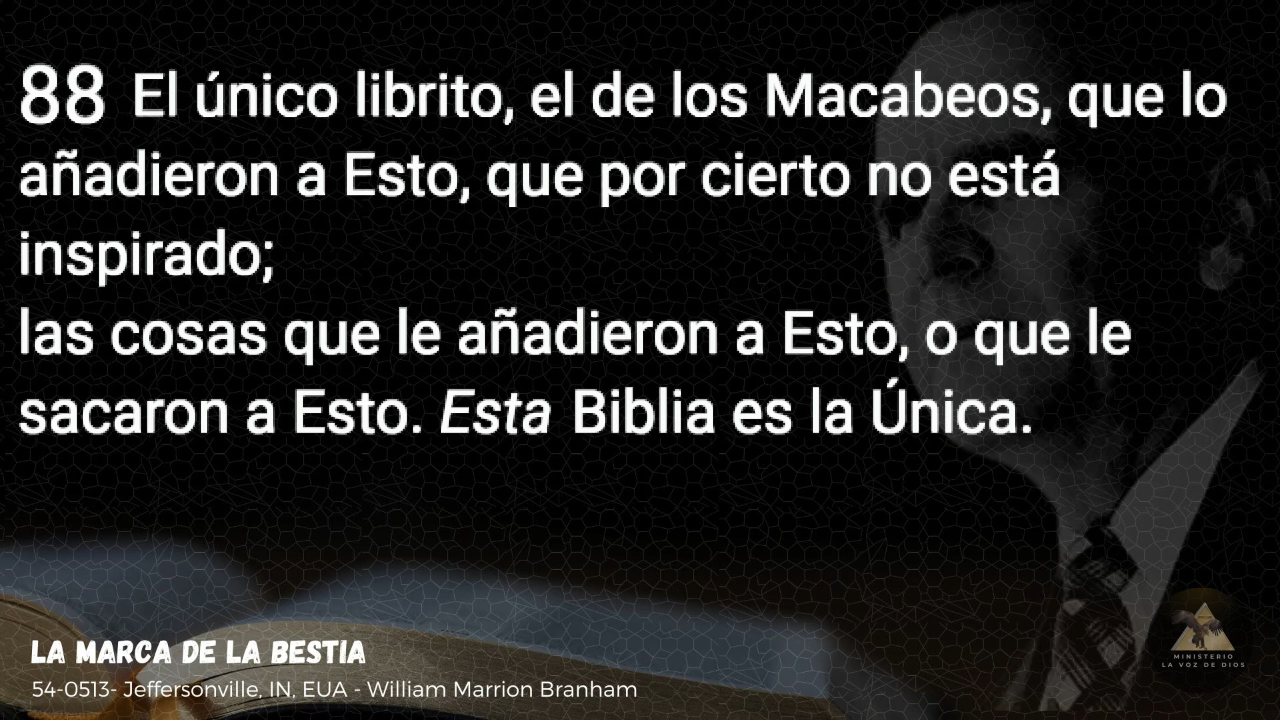 88 El único librito, el de los Macabeos, que lo
añadieron a Esto, que por cierto no está
inspirado;
las cosas que le añadieron a Esto, o que le
sacaron a Esto. Esta Biblia es la Única.
LA MARCA DE LA BESTIA
54-0513- Jeffersonville, IN, EUA - William Marrion Branham
MINISTERIO
LA VOZ DE DIOS